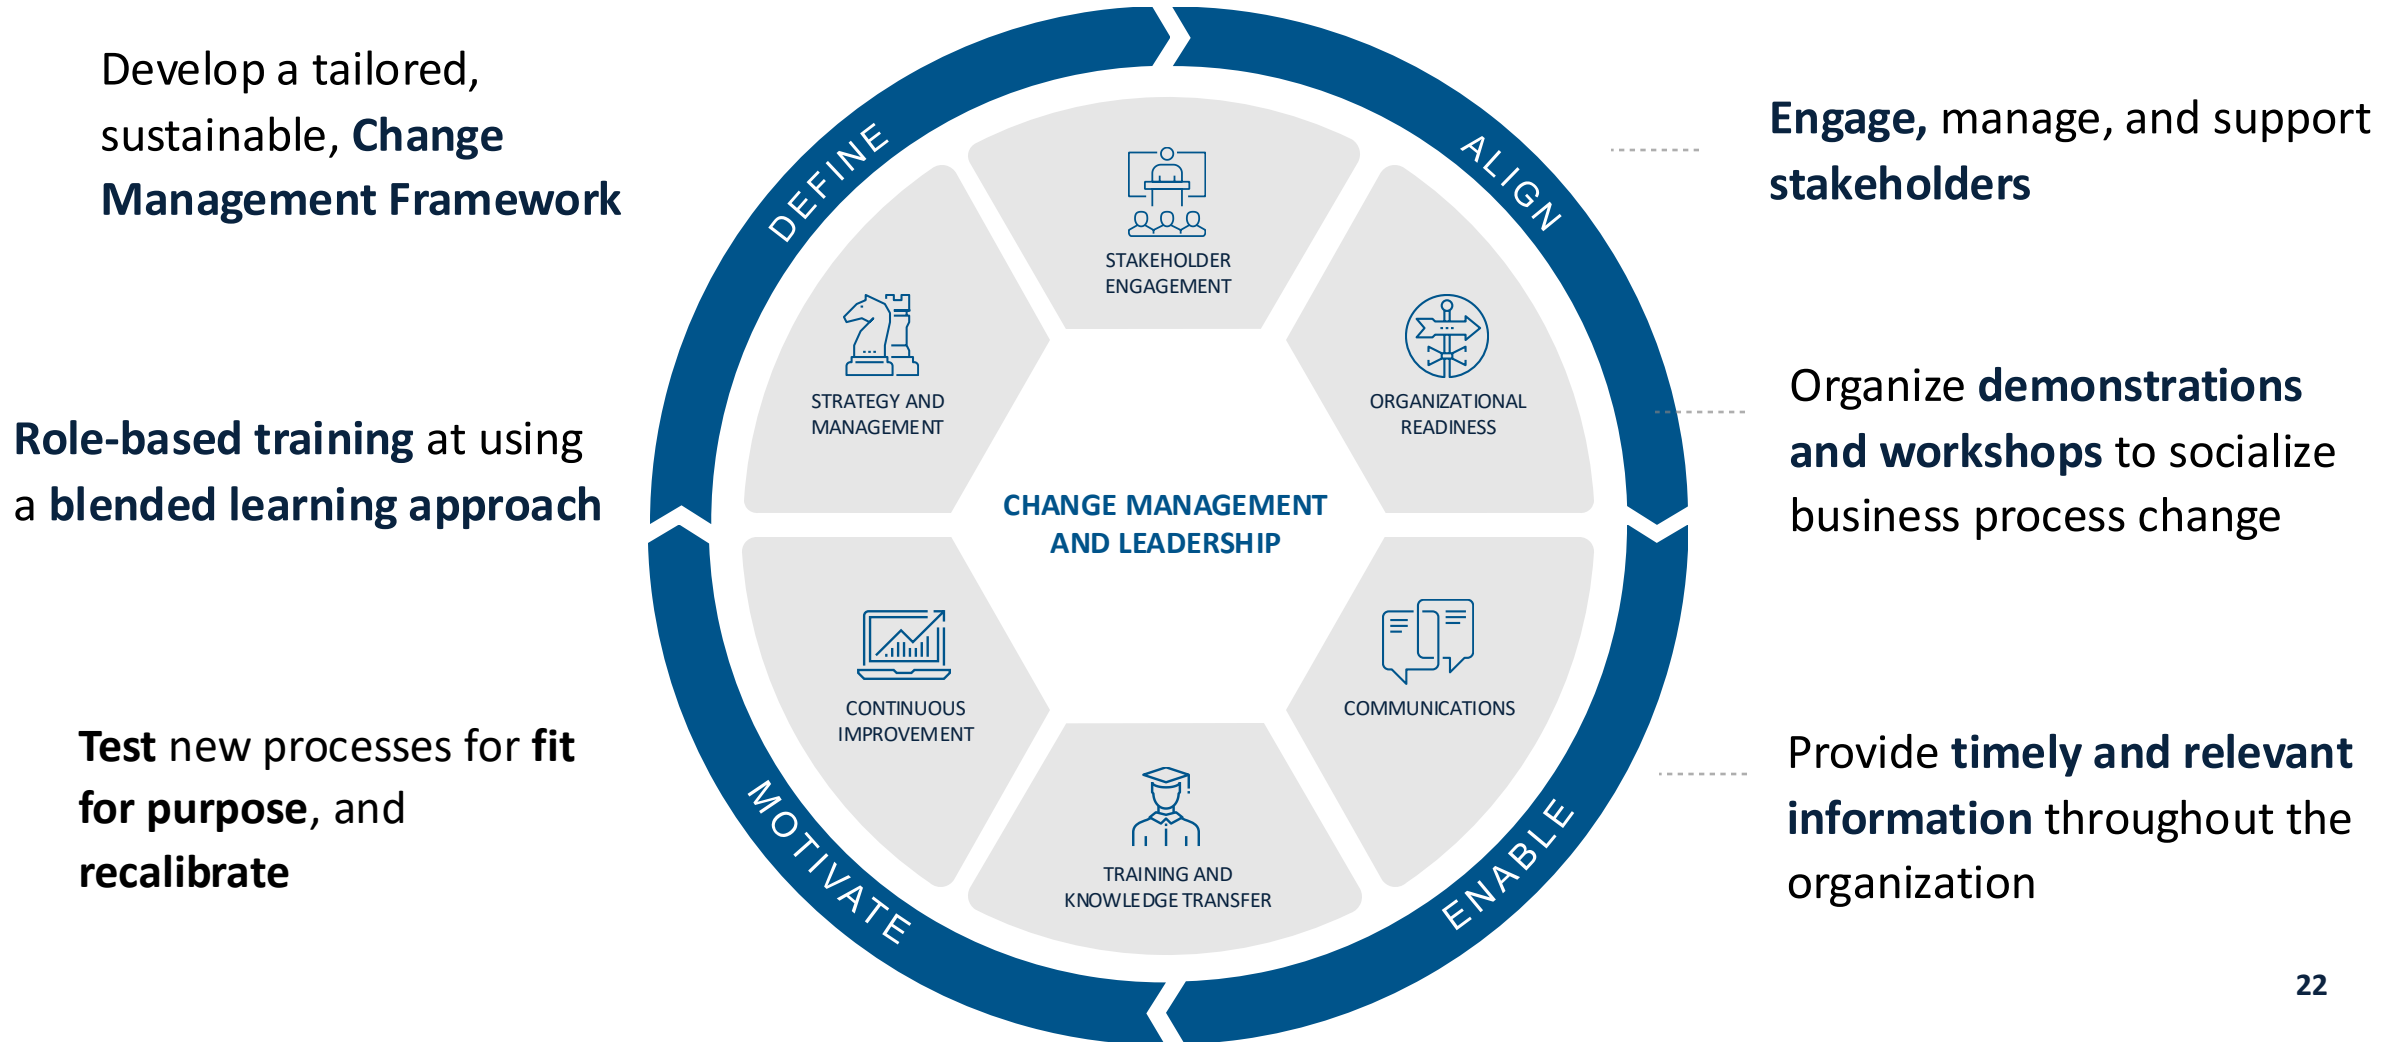 Develop a tailored,
sustainable, Change
Management Framework
Role-based training at using
a blended learning approach
Test new processes for fit
for purpose, and
recalibrate
DEFINE
ALIGN
ENABLE
MOTIVATE
STAKEHOLDER
ENGAGEMENT
STRATEGY AND
MANAGEMENT
ORGANIZATIONAL
READINESS
CHANGE MANAGEMENT
AND LEADERSHIP
CONTINUOUS
IMPROVEMENT
COMMUNICATIONS
TRAINING AND
KNOWLEDGE TRANSFER
Engage, manage, and support
stakeholders
Organize demonstrations
and workshops to socialize
business process change
Provide timely and relevant
information throughout the
organization
22